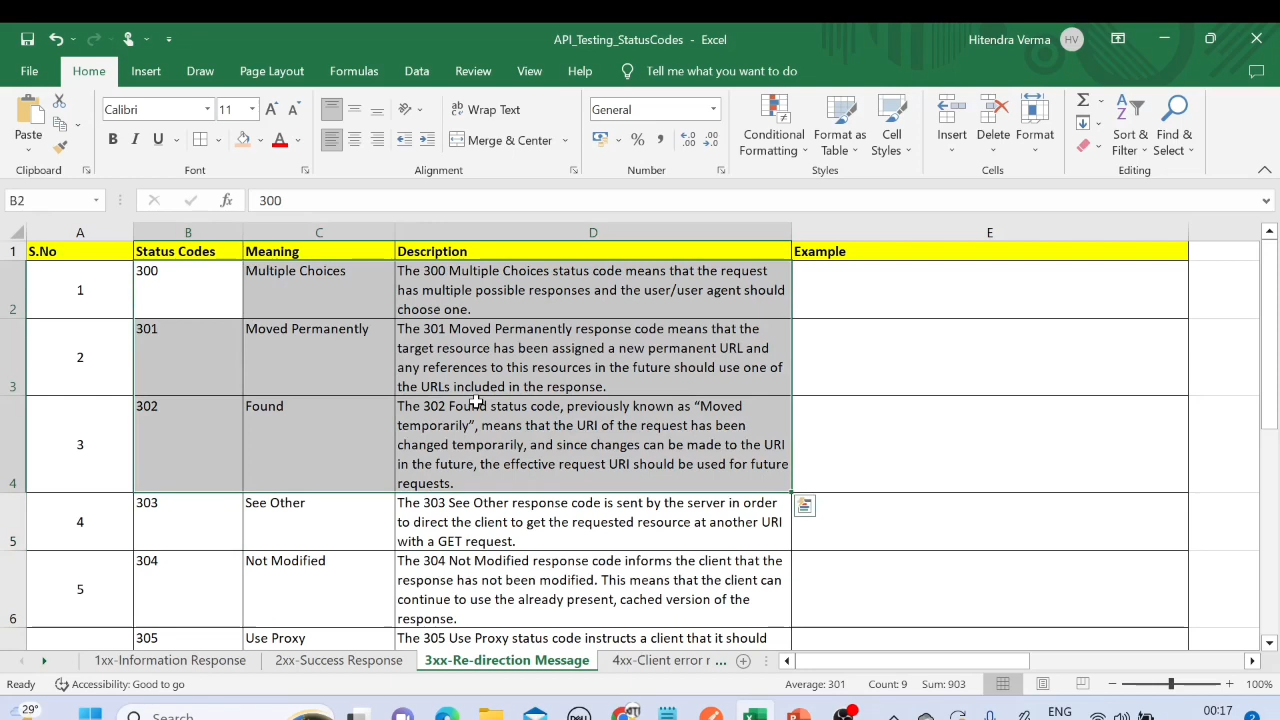 API_Testing_StatusCodes - Excel
Hitendra Verma
HV
File
Home
Insert
Draw
Page Layout
Formulas
Data
Review
View
Help
Tell me what you want to do
Paste
Clipboard
Calibri
11
B I U
Font
Wrap Text
Merge & Center
Alignment
General
% ,
Number
Conditional
Formatting
Format as
Table
Cell
Styles
Styles
Insert
Delete
Format
Cells
Sort &
Filter
Find &
Select
Editing
B2
fx
300
A B C D E
1 S.No Status Codes Meaning Description Example
2
1
300
Multiple Choices
The 300 Multiple Choices status code means that the request
has multiple possible responses and the user/user agent should
choose one.
3
2
301
Moved Permanently
The 301 Moved Permanently response code means that the
target resource has been assigned a new permanent URL and
any references to this resources in the future should use one of
the URLs included in the response.
4
3
302
Found
The 302 Found status code, previously known as “Moved
temporarily”, means that the URI of the request has been
changed temporarily, and since changes can be made to the URI
in the future, the effective request URI should be used for future
requests.
5
4
303
See Other
The 303 See Other response code is sent by the server in order
to direct the client to get the requested resource at another URI
with a GET request.
6
5
304
Not Modified
The 304 Not Modified response code informs the client that the
response has not been modified. This means that the client can
continue to use the already present, cached version of the
response.
305
Use Proxy
The 305 Use Proxy status code instructs a client that it should
1xx-Information Response
2xx-Success Response
3xx-Re-direction Message
4xx-Client error r ...
Ready
Accessibility: Good to go
Average: 301
Count: 9
Sum: 903
100%
29°
Search
ENG
00:17